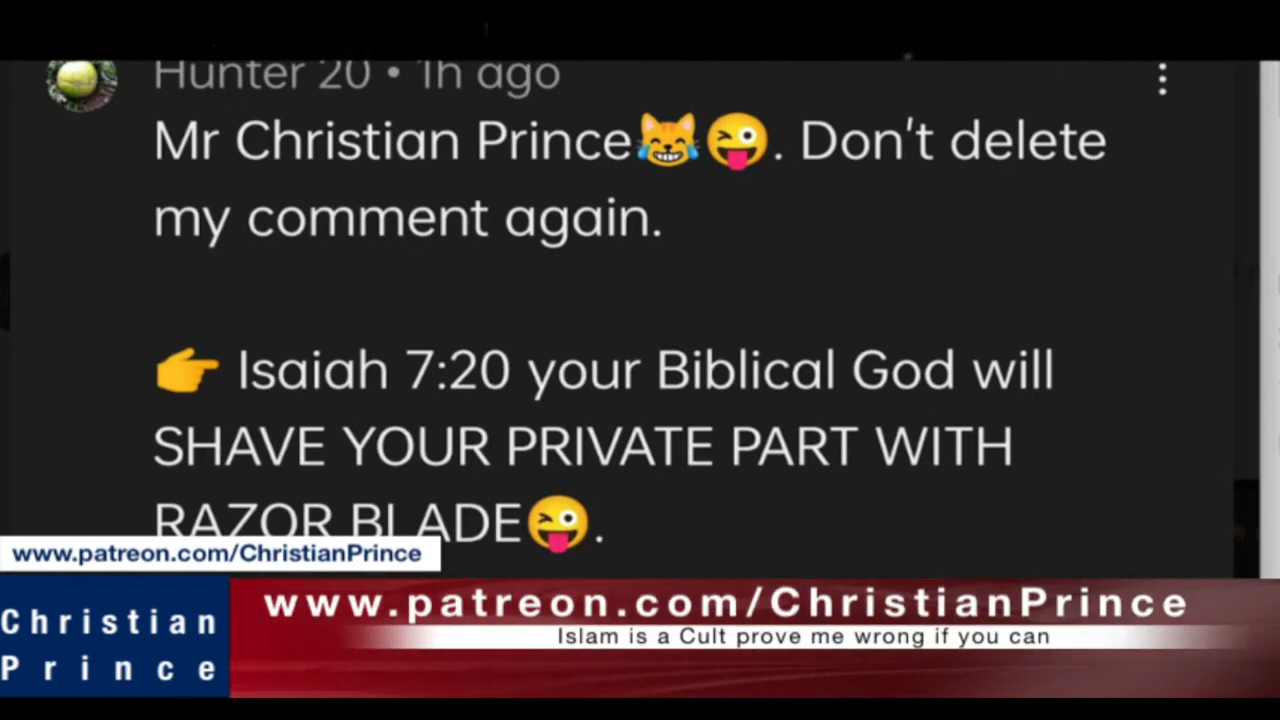 Hunter 20 • 1h ago
Mr Christian Prince😹😜. Don't delete
my comment again.
👉 Isaiah 7:20 your Biblical God will
SHAVE YOUR PRIVATE PART WITH
RAZOR BLADE😜.
www.patreon.com/ChristianPrince
www.patreon.com/ChristianPrince
Islam is a Cult prove me wrong if you can
Christian
Prince